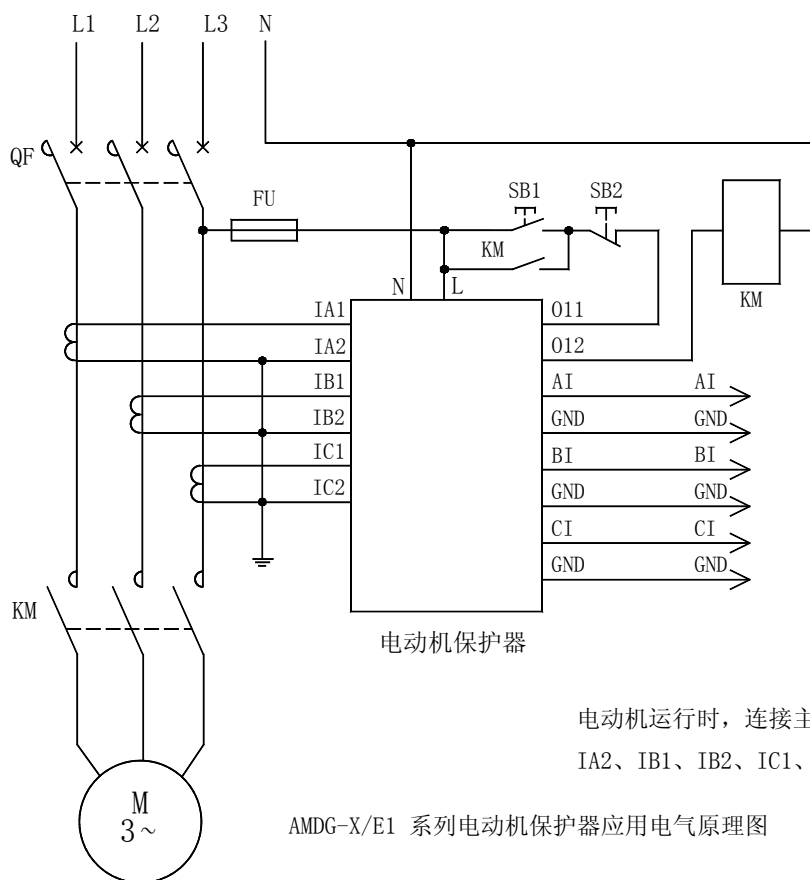 L1 L2 L3 N
QF
FU
SB1 SB2
KM
KM
N L
IA1
IA2
IB1
IB2
IC1
IC2
011
012
AI AI
GND GND
BI BI
GND GND
CI CI
GND GND
KM
电动机保护器
电动机运行时，连接主
IA2、IB1、IB2、IC1、
M
3~
AMDG-X/E1 系列电动机保护器应用电气原理图